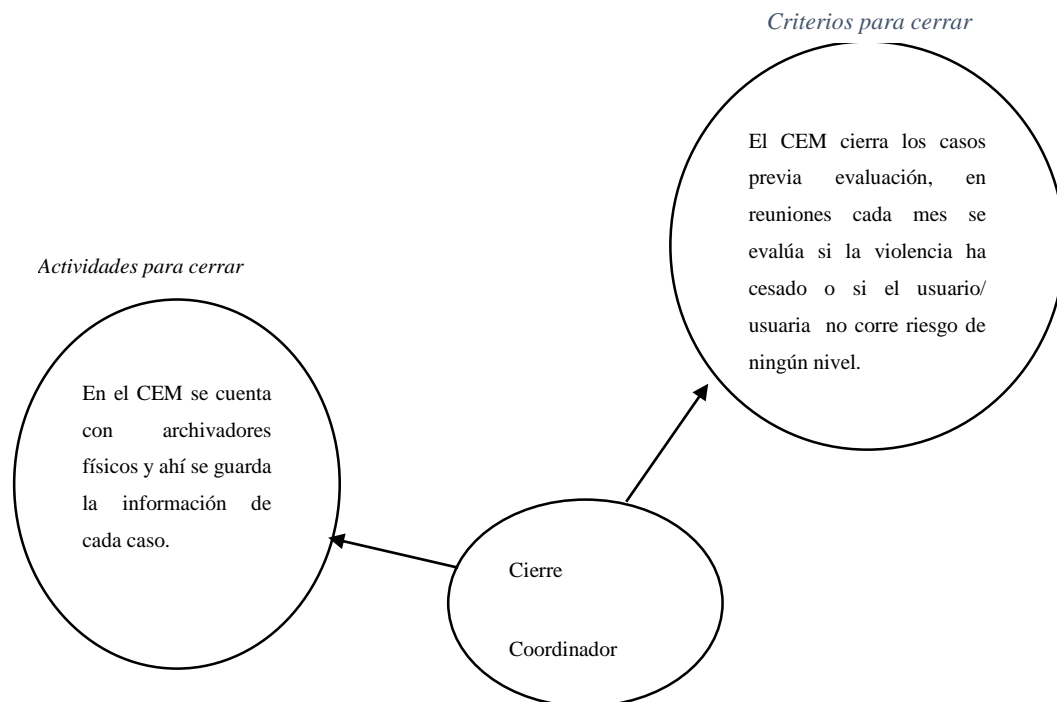 Criterios para cerrar
El CEM cierra los casos
previa evaluación, en
reuniones cada mes se
evalúa si la violencia ha
cesado o si el usuario/
usuaria no corre riesgo de
ningún nivel.
Actividades para cerrar
En el CEM se cuenta
con archivadores
físicos y ahí se guarda
la información de
cada caso.
Cierre
Coordinador